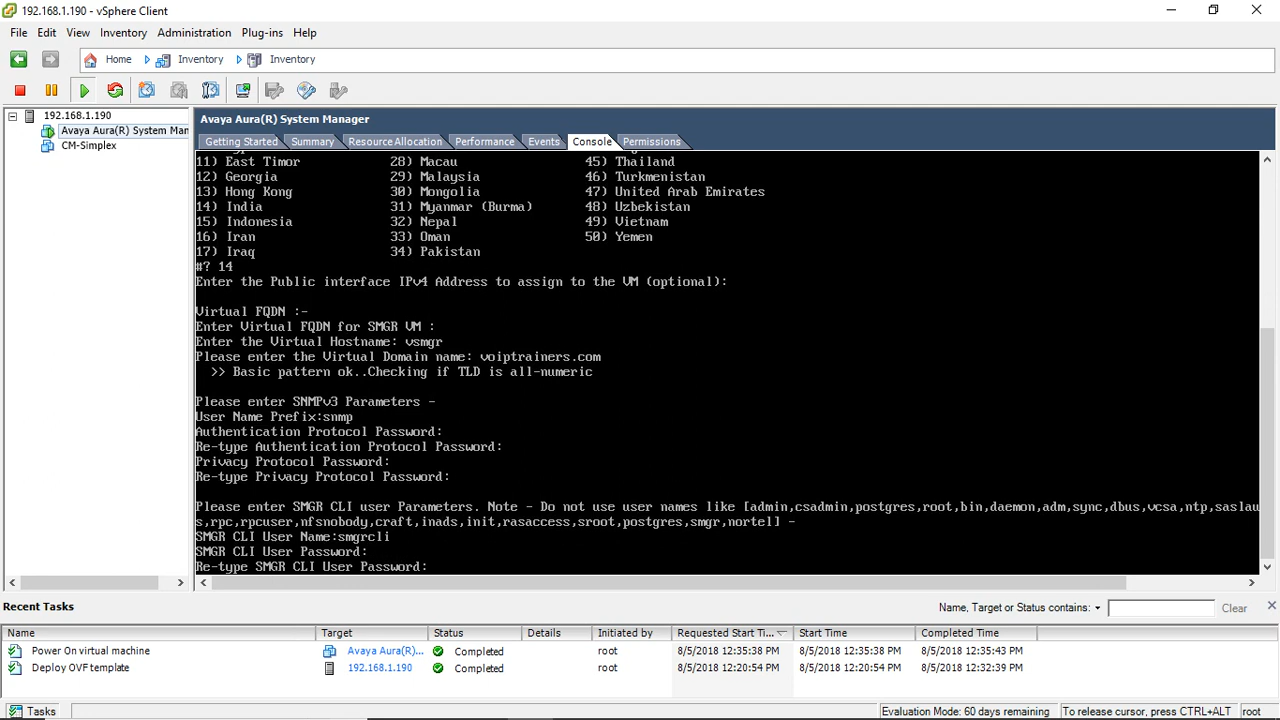 192.168.1.190 - vSphere Client
File Edit View Inventory Administration Plug-ins Help
Home Inventory Inventory
192.168.1.190
Avaya Aura(R) System Man
CM-Simplex
Avaya Aura(R) System Manager
Getting Started Summary Resource Allocation Performance Events Console Permissions
11) East Timor 28) Macau 45) Thailand
12) Georgia 29) Malaysia 46) Turkmenistan
13) Hong Kong 30) Mongolia 47) United Arab Emirates
14) India 31) Myanmar (Burma) 48) Uzbekistan
15) Indonesia 32) Nepal 49) Vietnam
16) Iran 33) Oman 50) Yemen
17) Iraq 34) Pakistan
#? 14
Enter the Public interface IPv4 Address to assign to the VM (optional):
Virtual FQDN :-
Enter Virtual FQDN for SMGR VM :
Enter the Virtual Hostname: vsmgr
Please enter the Virtual Domain name: voiptrainers.com
>> Basic pattern ok..Checking if TLD is all-numeric
Please enter SNMPv3 Parameters -
User Name Prefix:snmp
Authentication Protocol Password:
Re-type Authentication Protocol Password:
Privacy Protocol Password:
Re-type Privacy Protocol Password:
Please enter SMGR CLI user Parameters. Note - Do not use user names like [admin,csadmin,postgres,root,bin,daemon,adm,sync,dbus,vcsa,ntp,saslau
s,rpc,rpcuser,nfsnobody,craft,inads,init,rasaccess,sroot,postgres,smgr,nortel] -
SMGR CLI User Name:smgrcli
SMGR CLI User Password:
Re-type SMGR CLI User Password:
Recent Tasks
Name, Target or Status contains: Clear
Name Target Status Details Initiated by Requested Start Ti... Start Time Completed Time
Power On virtual machine Avaya Aura(R)... Completed root 8/5/2018 12:35:38 PM 8/5/2018 12:35:38 PM 8/5/2018 12:35:43 PM
Deploy OVF template 192.168.1.190 Completed root 8/5/2018 12:20:54 PM 8/5/2018 12:20:54 PM 8/5/2018 12:32:39 PM
Tasks Evaluation Mode: 60 days remaining To release cursor, press CTRL+ALT root